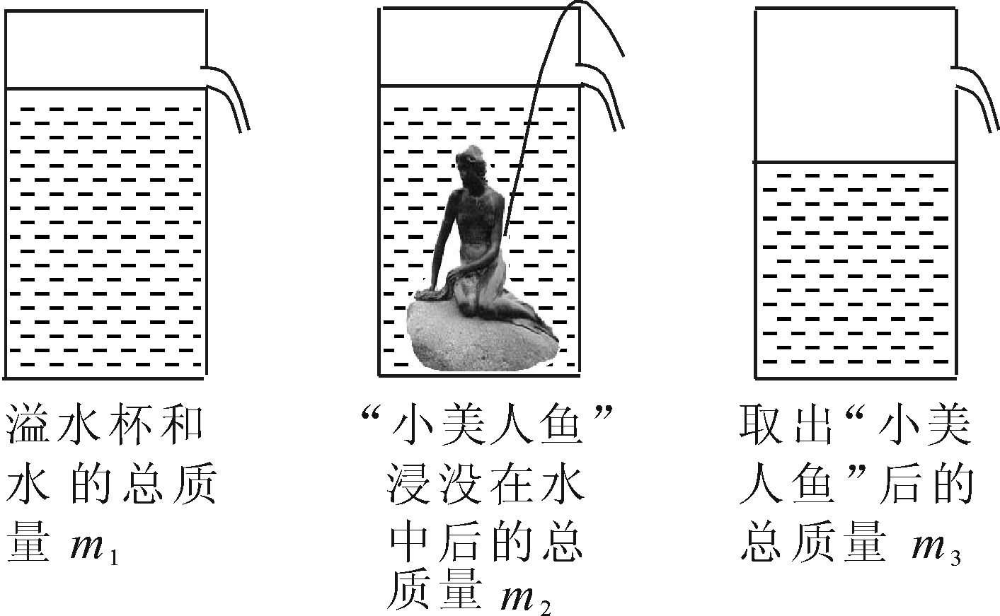 溢水杯和
水的总质
量 m₁
“小美人鱼”
浸没在水
中后的总
质量 m₂
取出“小美
人鱼”后的
总质量 m₃